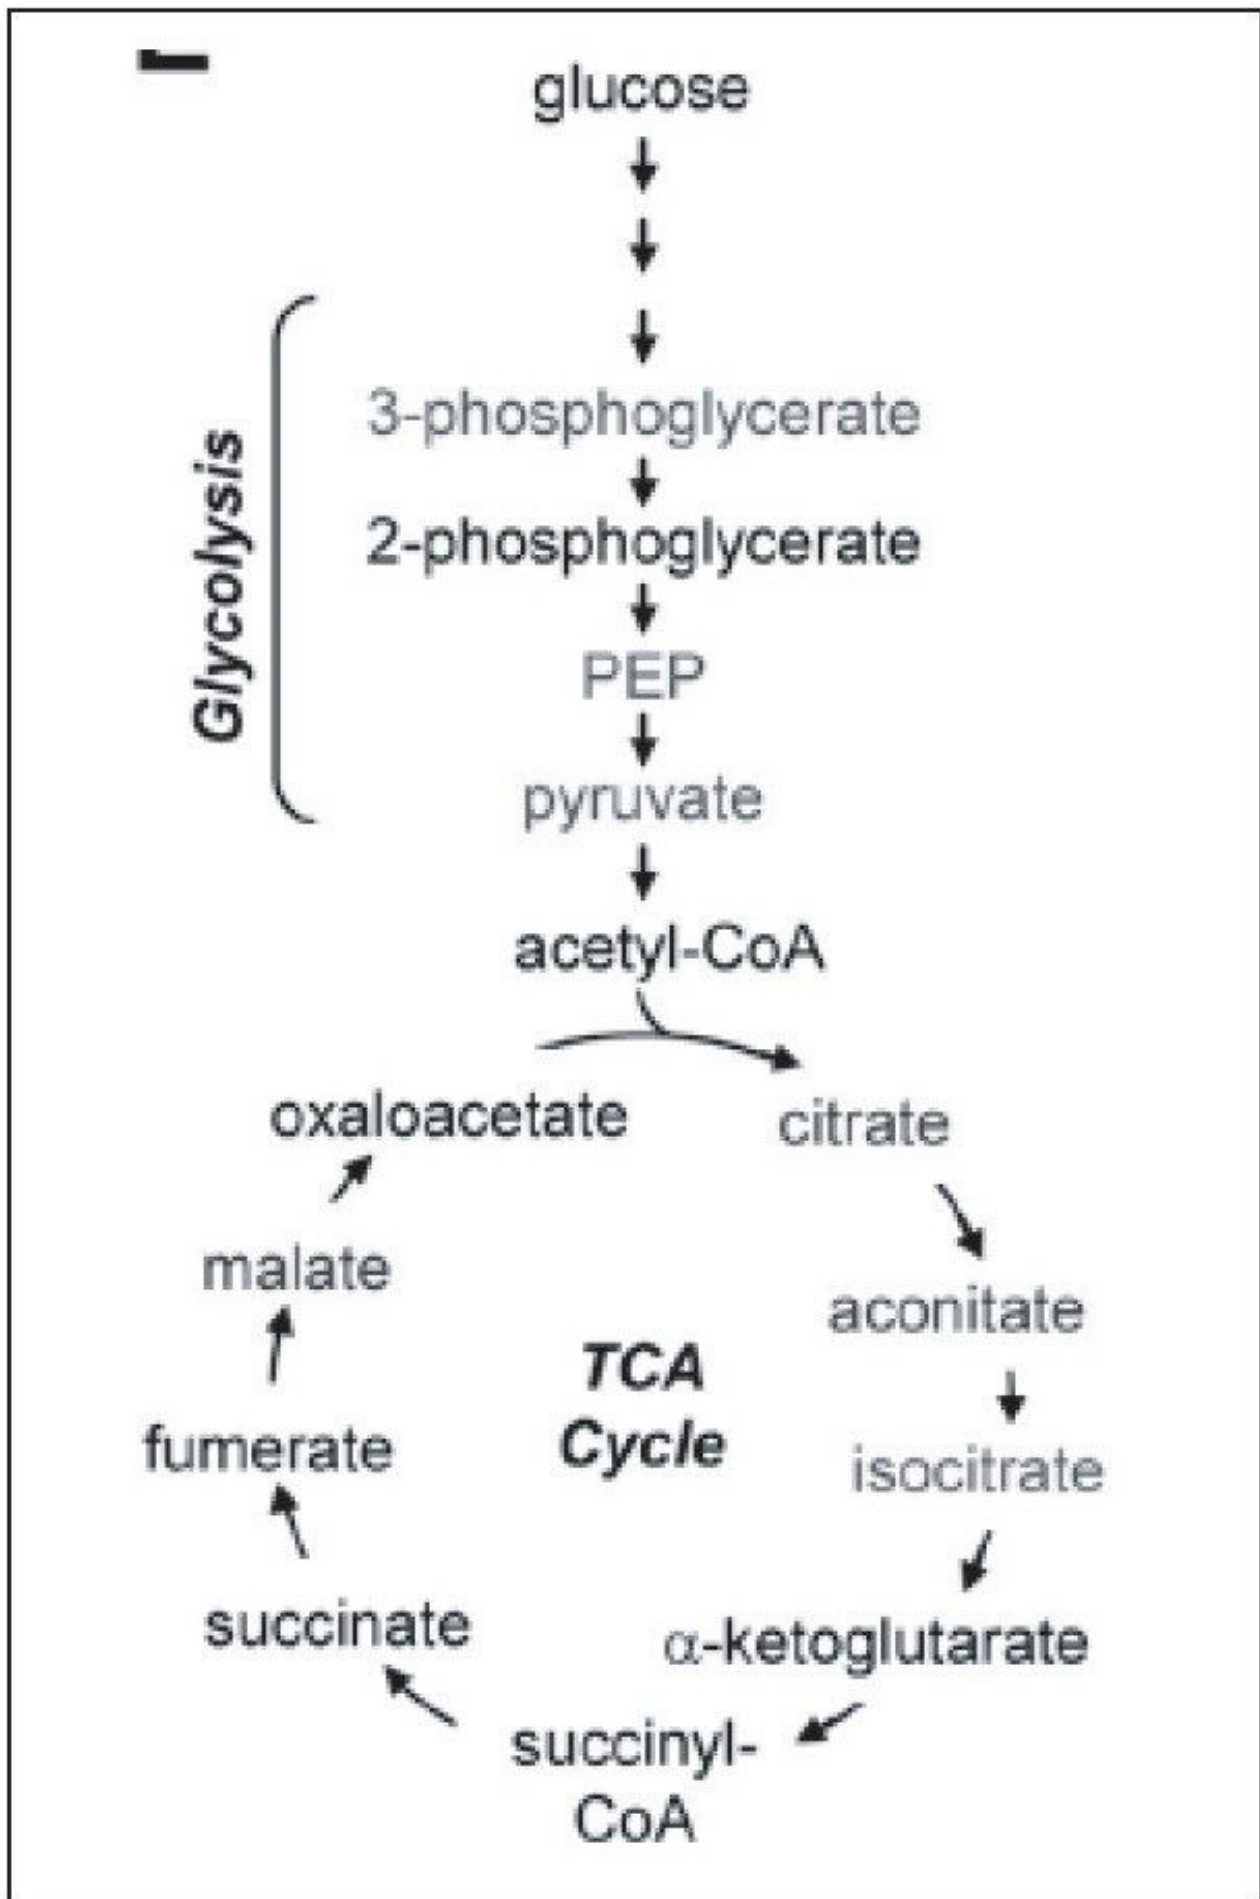 glucose
3-phosphoglycerate
2-phosphoglycerate
PEP
pyruvate
Glycolysis
acetyl-CoA
oxaloacetate
citrate
malate
aconitate
TCA
Cycle
fumerate
isocitrate
succinate
α-ketoglutarate
succinyl-
CoA